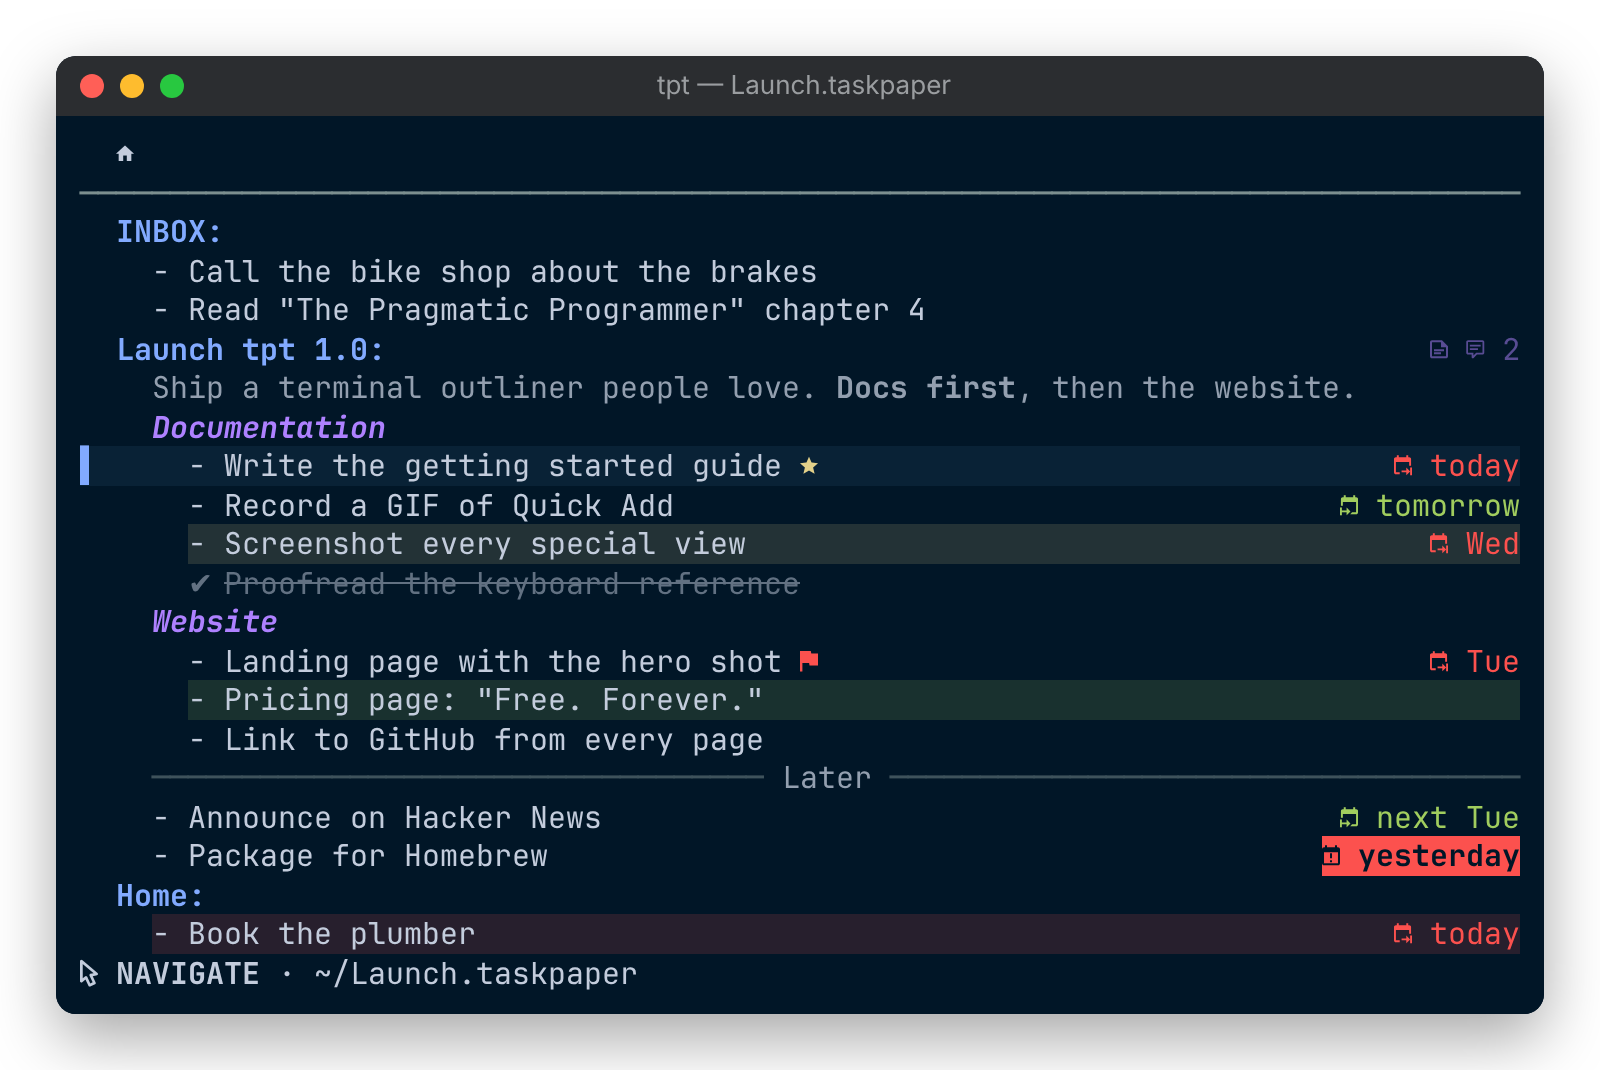 tpt — Launch.taskpaper
INBOX:
- Call the bike shop about the brakes
- Read "The Pragmatic Programmer" chapter 4
Launch tpt 1.0: 2
Ship a terminal outliner people love. Docs first, then the website.
Documentation
- Write the getting started guide ★ today
- Record a GIF of Quick Add tomorrow
- Screenshot every special view Wed
✔ Proofread the keyboard reference
Website
- Landing page with the hero shot Tue
- Pricing page: "Free. Forever."
- Link to GitHub from every page
Later
- Announce on Hacker News next Tue
- Package for Homebrew yesterday
Home:
- Book the plumber today
NAVIGATE · ~/Launch.taskpaper